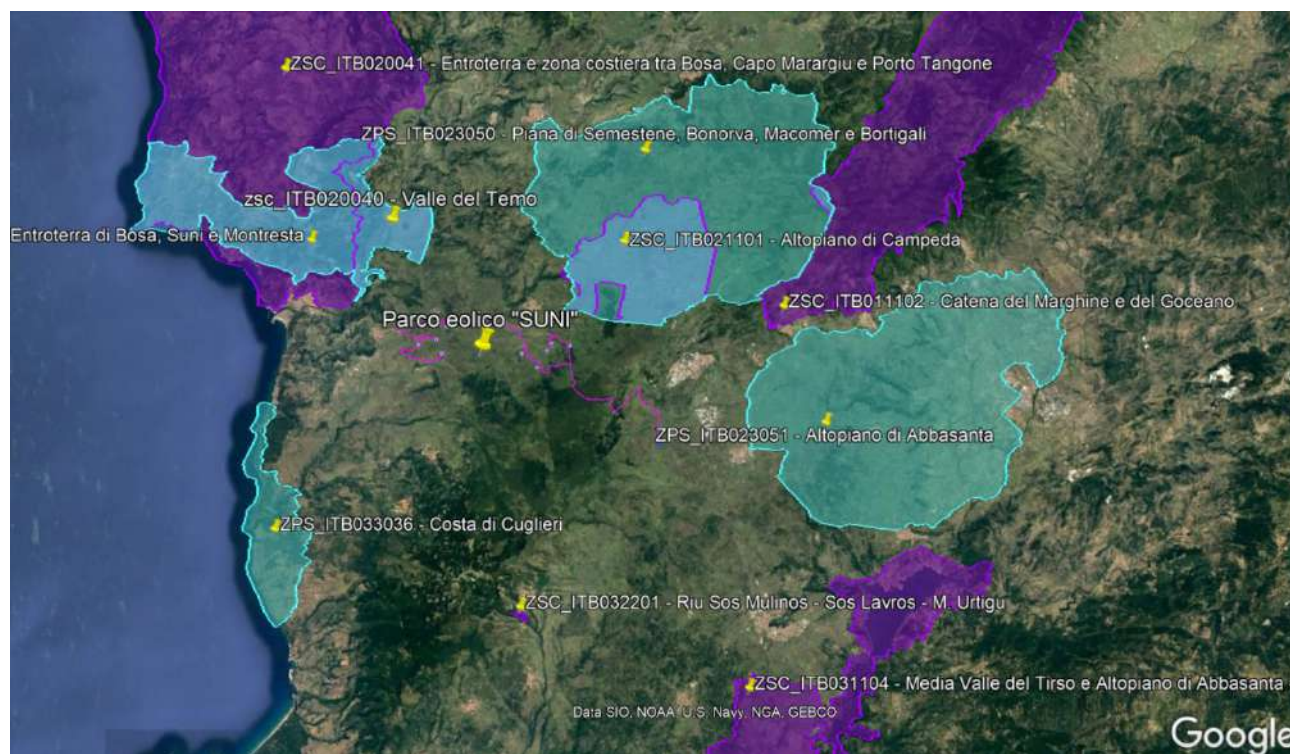 ZSC_ITB020041 - Entroterra e zona costiera tra Bosa, Capo Marargiu e Porto Tangone
ZPS_ITB023050 - Piana di Semestene, Bonorva, Macomer e Bortigali
zsc_ITB020040 - Valle del Temo
Entroterra di Bosa, Suni e Montresta
ZSC_ITB021101 - Altopiano di Campeda
ZSC_ITB011102 - Catena del Marghine e del Goceano
Parco eolico "SUNI"
ZPS_ITB023051 - Altopiano di Abbasanta
ZPS_ITB033036 - Costa di Cuglieri
ZSC_ITB032201 - Riu Sos Mulinos - Sos Lavros - M. Urtigu
ZSC_ITB031104 - Media Valle del Tirso e Altopiano di Abbasanta
Data SIO, NOAA, U.S. Navy, NGA, GEBCO
Google